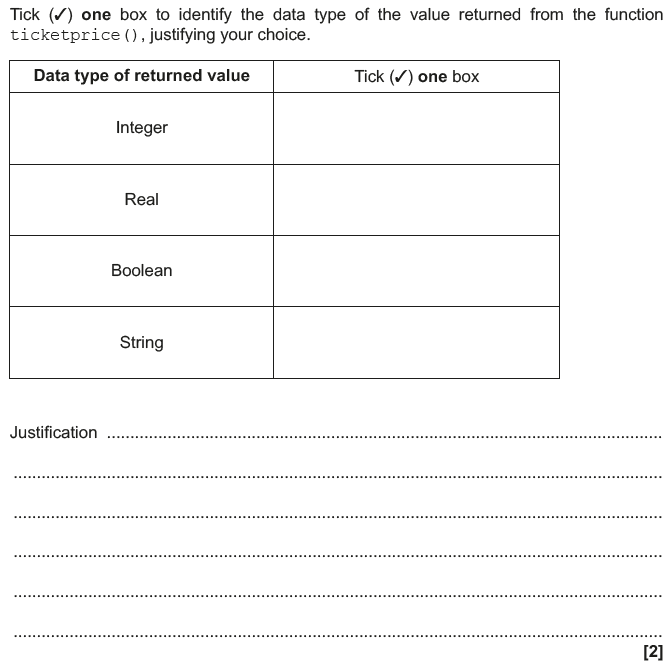 Tick (✓) one box to identify the data type of the value returned from the function
ticketprice(), justifying your choice.
Data type of returned value
Tick (✓) one box
Integer
Real
Boolean
String
Justification ..............................................................................................................
..............................................................................................................................
..............................................................................................................................
..............................................................................................................................
..............................................................................................................................
..............................................................................................................................
[2]